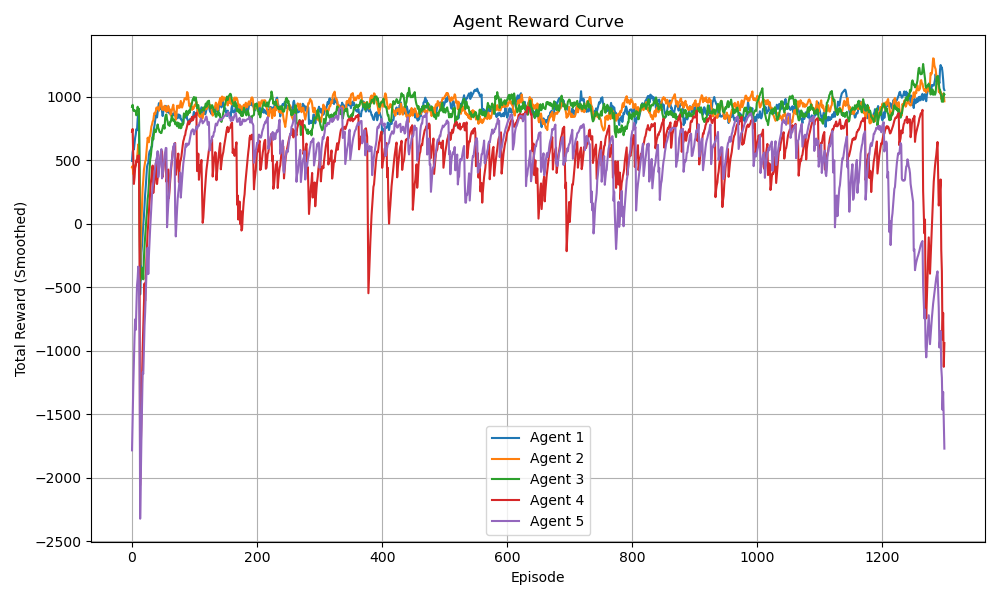 Agent Reward Curve
Total Reward (Smoothed)
1000
500
0
−500
−1000
−1500
−2000
−2500
Agent 1
Agent 2
Agent 3
Agent 4
Agent 5
0 200 400 600 800 1000 1200
Episode